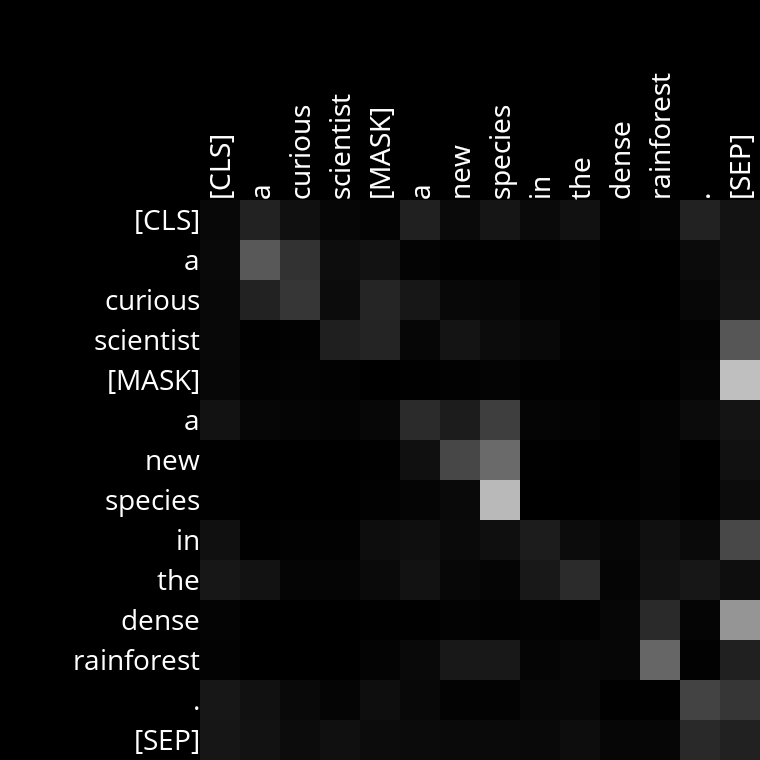 [CLS] a curious scientist [MASK] a new species in the dense rainforest . [SEP]
[CLS]
a
curious
scientist
[MASK]
a
new
species
in
the
dense
rainforest
.
[SEP]